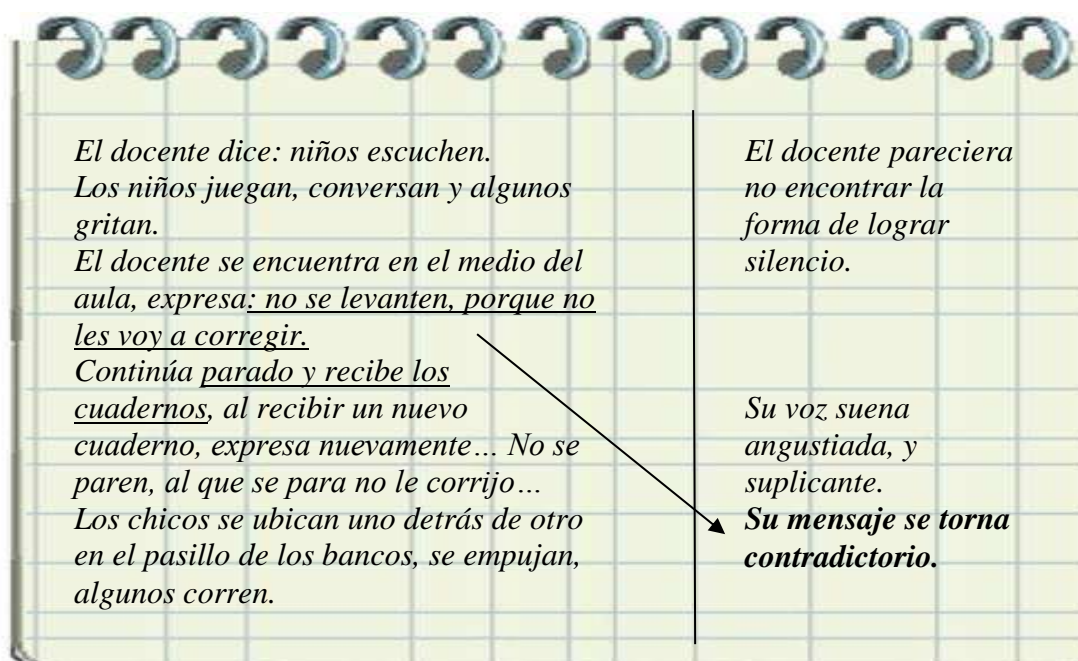 El docente dice: niños escuchen.
Los niños juegan, conversan y algunos
gritan.
El docente se encuentra en el medio del
aula, expresa: no se levanten, porque no
les voy a corregir.
Continúa parado y recibe los
cuadernos, al recibir un nuevo
cuaderno, expresa nuevamente… No se
paren, al que se para no le corrijo…
Los chicos se ubican uno detrás de otro
en el pasillo de los bancos, se empujan,
algunos corren.
El docente pareciera
no encontrar la
forma de lograr
silencio.
Su voz suena
angustiada, y
suplicante.
Su mensaje se torna
contradictorio.